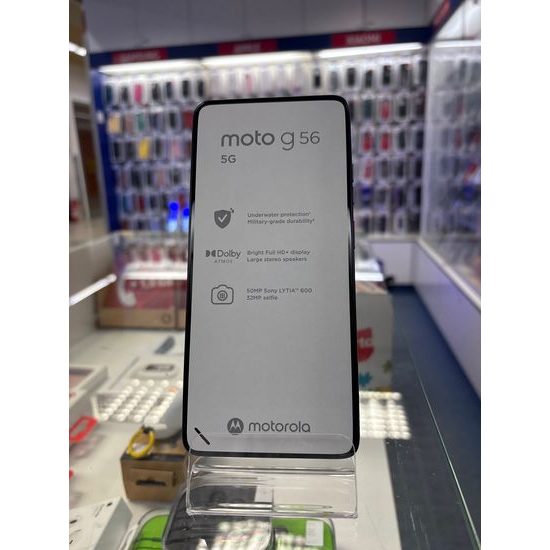 moto g 56
5G
Underwater protection¹
Military-grade durability²
Dolby
ATMOS
Bright Full HD+ display
Large stereo speakers
50MP Sony LYTIA™ 600
32MP selfie
motorola